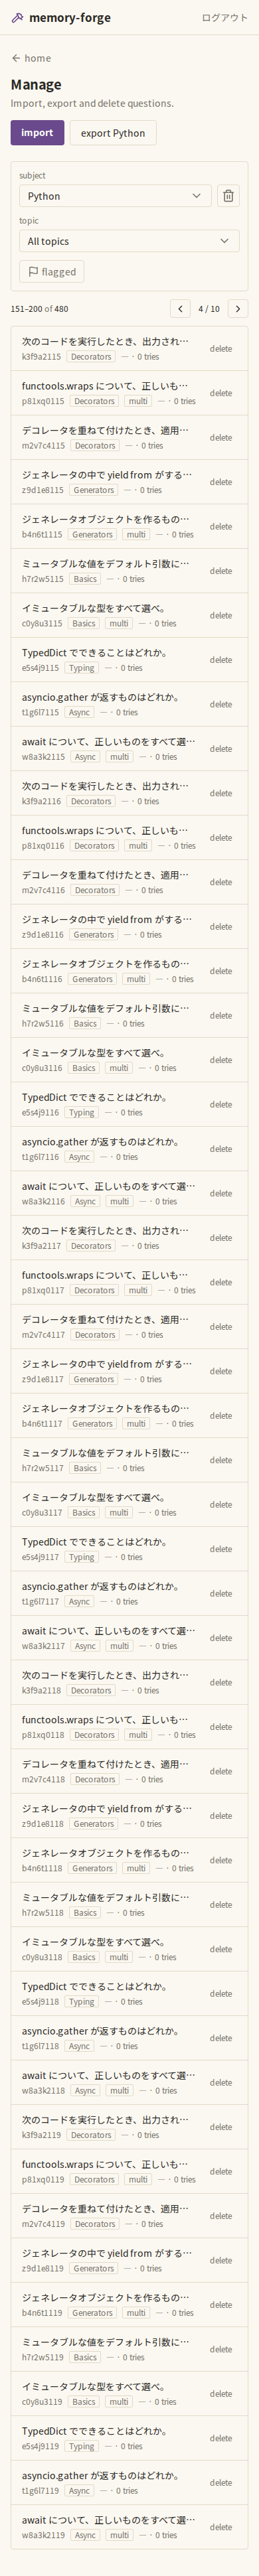 memory-forge ログアウト
← home
Manage
Import, export and delete questions.
import export Python
subject
Python
topic
All topics
flagged
151–200 of 480 4 / 10
次のコードを実行したとき、出力され… delete
k3f9a2115 Decorators — · 0 tries
functools.wraps について、正しいも… delete
p81xq0115 Decorators multi — · 0 tries
デコレータを重ねて付けたとき、適用… delete
m2v7c4115 Decorators — · 0 tries
ジェネレータの中で yield from がする… delete
z9d1e8115 Generators — · 0 tries
ジェネレータオブジェクトを作るもの… delete
b4n6t1115 Generators multi — · 0 tries
ミュータブルな値をデフォルト引数に… delete
h7r2w5115 Basics — · 0 tries
イミュータブルな型をすべて選べ。 delete
c0y8u3115 Basics multi — · 0 tries
TypedDict でできることはどれか。 delete
e5s4j9115 Typing — · 0 tries
asyncio.gather が返すものはどれか。 delete
t1g6l7115 Async — · 0 tries
await について、正しいものをすべて選… delete
w8a3k2115 Async multi — · 0 tries
次のコードを実行したとき、出力され… delete
k3f9a2116 Decorators — · 0 tries
functools.wraps について、正しいも… delete
p81xq0116 Decorators multi — · 0 tries
デコレータを重ねて付けたとき、適用… delete
m2v7c4116 Decorators — · 0 tries
ジェネレータの中で yield from がする… delete
z9d1e8116 Generators — · 0 tries
ジェネレータオブジェクトを作るもの… delete
b4n6t1116 Generators multi — · 0 tries
ミュータブルな値をデフォルト引数に… delete
h7r2w5116 Basics — · 0 tries
イミュータブルな型をすべて選べ。 delete
c0y8u3116 Basics multi — · 0 tries
TypedDict でできることはどれか。 delete
e5s4j9116 Typing — · 0 tries
asyncio.gather が返すものはどれか。 delete
t1g6l7116 Async — · 0 tries
await について、正しいものをすべて選… delete
w8a3k2116 Async multi — · 0 tries
次のコードを実行したとき、出力され… delete
k3f9a2117 Decorators — · 0 tries
functools.wraps について、正しいも… delete
p81xq0117 Decorators multi — · 0 tries
デコレータを重ねて付けたとき、適用… delete
m2v7c4117 Decorators — · 0 tries
ジェネレータの中で yield from がする… delete
z9d1e8117 Generators — · 0 tries
ジェネレータオブジェクトを作るもの… delete
b4n6t1117 Generators multi — · 0 tries
ミュータブルな値をデフォルト引数に… delete
h7r2w5117 Basics — · 0 tries
イミュータブルな型をすべて選べ。 delete
c0y8u3117 Basics multi — · 0 tries
TypedDict でできることはどれか。 delete
e5s4j9117 Typing — · 0 tries
asyncio.gather が返すものはどれか。 delete
t1g6l7117 Async — · 0 tries
await について、正しいものをすべて選… delete
w8a3k2117 Async multi — · 0 tries
次のコードを実行したとき、出力され… delete
k3f9a2118 Decorators — · 0 tries
functools.wraps について、正しいも… delete
p81xq0118 Decorators multi — · 0 tries
デコレータを重ねて付けたとき、適用… delete
m2v7c4118 Decorators — · 0 tries
ジェネレータの中で yield from がする… delete
z9d1e8118 Generators — · 0 tries
ジェネレータオブジェクトを作るもの… delete
b4n6t1118 Generators multi — · 0 tries
ミュータブルな値をデフォルト引数に… delete
h7r2w5118 Basics — · 0 tries
イミュータブルな型をすべて選べ。 delete
c0y8u3118 Basics multi — · 0 tries
TypedDict でできることはどれか。 delete
e5s4j9118 Typing — · 0 tries
asyncio.gather が返すものはどれか。 delete
t1g6l7118 Async — · 0 tries
await について、正しいものをすべて選… delete
w8a3k2118 Async multi — · 0 tries
次のコードを実行したとき、出力され… delete
k3f9a2119 Decorators — · 0 tries
functools.wraps について、正しいも… delete
p81xq0119 Decorators multi — · 0 tries
デコレータを重ねて付けたとき、適用… delete
m2v7c4119 Decorators — · 0 tries
ジェネレータの中で yield from がする… delete
z9d1e8119 Generators — · 0 tries
ジェネレータオブジェクトを作るもの… delete
b4n6t1119 Generators multi — · 0 tries
ミュータブルな値をデフォルト引数に… delete
h7r2w5119 Basics — · 0 tries
イミュータブルな型をすべて選べ。 delete
c0y8u3119 Basics multi — · 0 tries
TypedDict でできることはどれか。 delete
e5s4j9119 Typing — · 0 tries
asyncio.gather が返すものはどれか。 delete
t1g6l7119 Async — · 0 tries
await について、正しいものをすべて選… delete
w8a3k2119 Async multi — · 0 tries